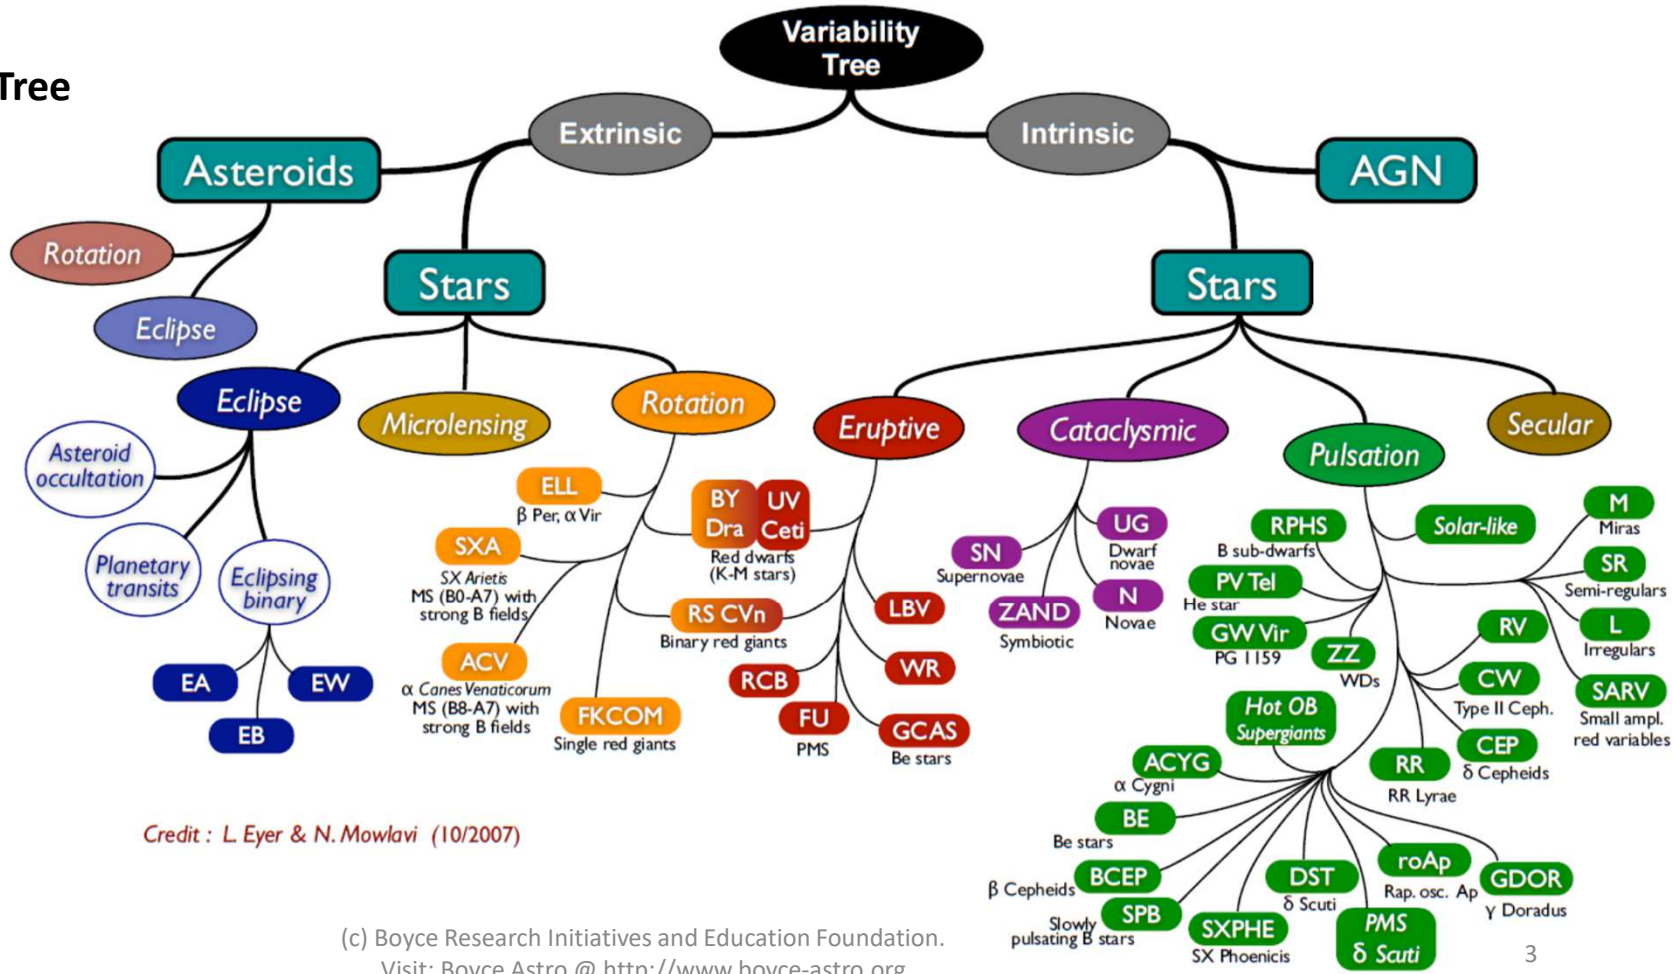 Variability
Tree
Tree
Extrinsic
Intrinsic
Asteroids
AGN
Rotation
Eclipse
Stars
Stars
Eclipse
Microlensing
Rotation
Eruptive
Cataclysmic
Pulsation
Secular
Asteroid
occultation
Planetary
transits
Eclipsing
binary
EA
EB
EW
ELL
β Per, α Vir
SXA
SX Arietis
MS (B0-A7) with
strong B fields
ACV
α Canes Venaticorum
MS (B8-A7) with
strong B fields
FKCOM
Single red giants
BY
Dra
UV
Ceti
Red dwarfs
(K-M stars)
RS CVn
Binary red giants
LBV
WR
RCB
FU
PMS
GCAS
Be stars
SN
Supernovae
ZAND
Symbiotic
UG
Dwarf
novae
N
Novae
RPHS
B sub-dwarfs
PV Tel
He star
GW Vir
PG 1159
ZZ
WDs
Solar-like
M
Miras
SR
Semi-regulars
L
Irregulars
SARV
Small ampl.
red variables
RV
CW
Type II Ceph.
CEP
δ Cepheids
RR
RR Lyrae
Hot OB
Supergiants
ACYG
α Cygni
BE
Be stars
BCEP
β Cepheids
SPB
Slowly
pulsating B stars
SXPHE
SX Phoenicis
DST
δ Scuti
PMS
δ Scuti
roAp
Rap. osc. Ap
GDOR
γ Doradus
Credit : L. Eyer & N. Mowlavi (10/2007)
(c) Boyce Research Initiatives and Education Foundation.
Visit: Boyce Astro @ http://www.boyce-astro.org
3